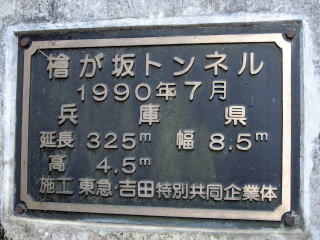 檜が坂トンネル
1990年7月
兵庫県
延長 325m 幅 8.5m
高 4.5m
施工 東急・吉田特別共同企業体